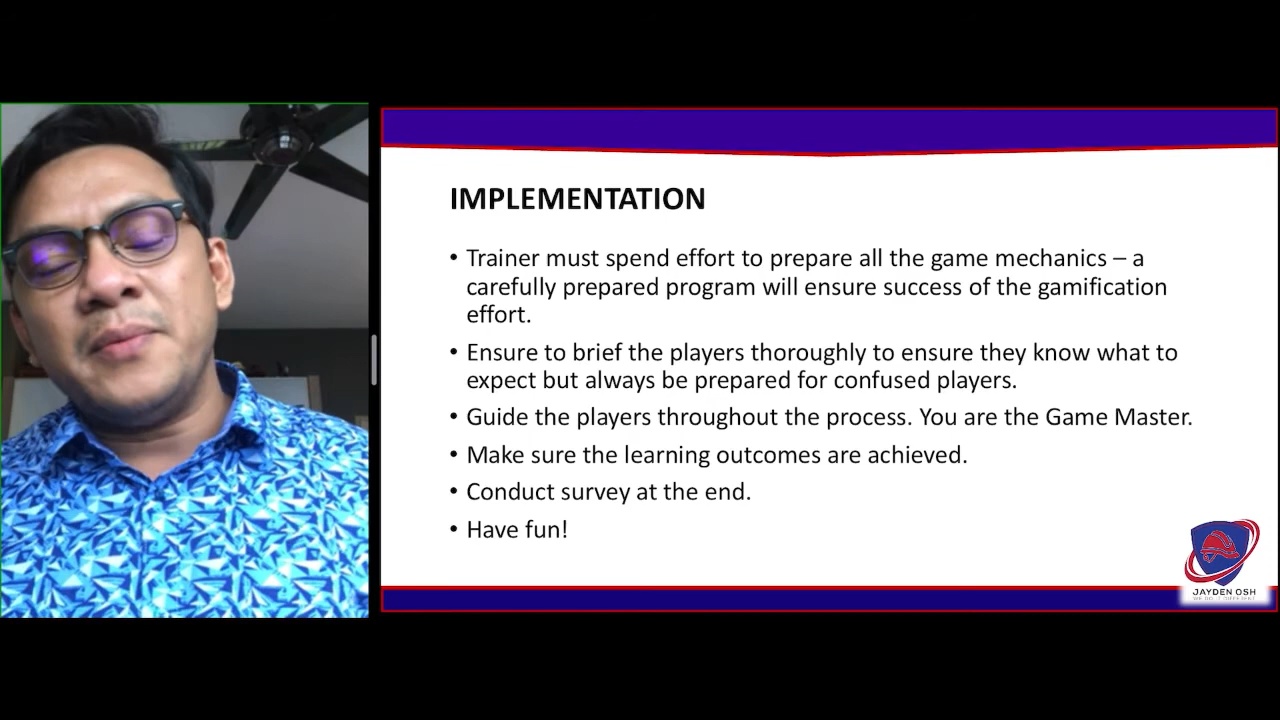 IMPLEMENTATION
• Trainer must spend effort to prepare all the game mechanics – a
carefully prepared program will ensure success of the gamification
effort.
• Ensure to brief the players thoroughly to ensure they know what to
expect but always be prepared for confused players.
• Guide the players throughout the process. You are the Game Master.
• Make sure the learning outcomes are achieved.
• Conduct survey at the end.
• Have fun!
JAYDEN OSH